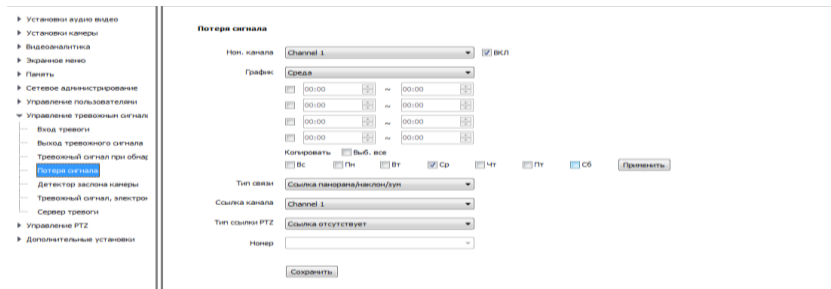 Установки аудио видео
Установки камеры
Видеоаналитика
Экранное меню
Память
Сетевое администрирование
Управление пользователями
Управление тревожным сигнал
Вход тревоги
Выход тревожного сигнала
Тревожный сигнал при обнар
Потеря сигнала
Детектор заслона камеры
Тревожный сигнал, электрон
Сервер тревоги
Управление PTZ
Дополнительные установки
Потеря сигнала
Ном. канала Channel 1 ВКЛ
График Среда
00:00 ~ 00:00
00:00 ~ 00:00
00:00 ~ 00:00
00:00 ~ 00:00
Копировать Выб. все
Вс Пн Вт Ср Чт Пт Сб Применить
Тип связи Ссылка панорама/наклон/зум
Ссылка канала Channel 1
Тип ссылки PTZ Ссылка отсутствует
Номер
Сохранить